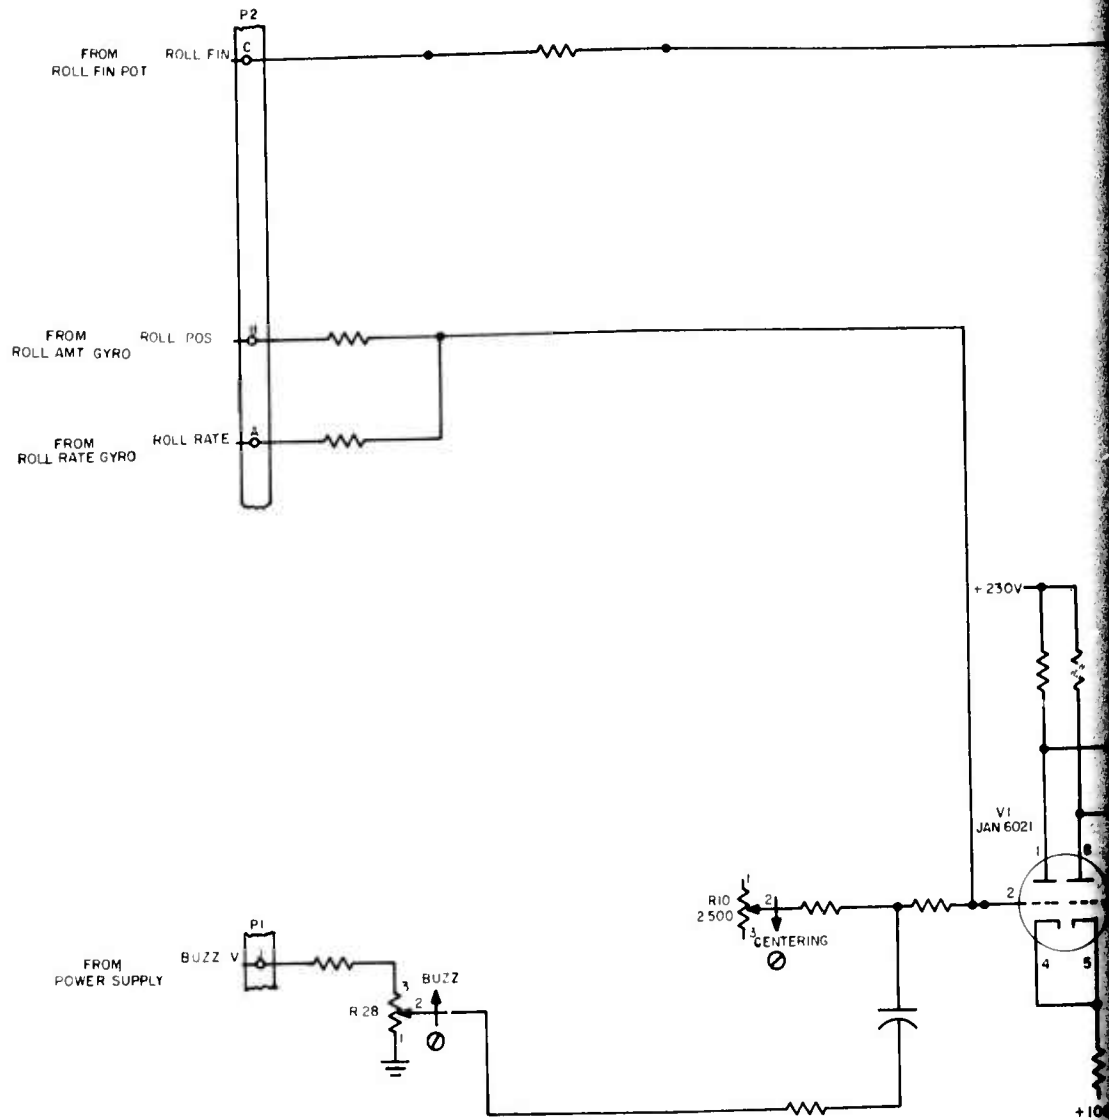 P2
C
FROM
ROLL FIN POT
ROLL FIN
FROM
ROLL AMT GYRO
ROLL POS
A
FROM
ROLL RATE GYRO
ROLL RATE
+ 230V
V1
JAN 6021
1
2
4 5
R10
2500
1
2
3
CENTERING
P1
FROM
POWER SUPPLY
BUZZ V
3
2
1
R 28
BUZZ